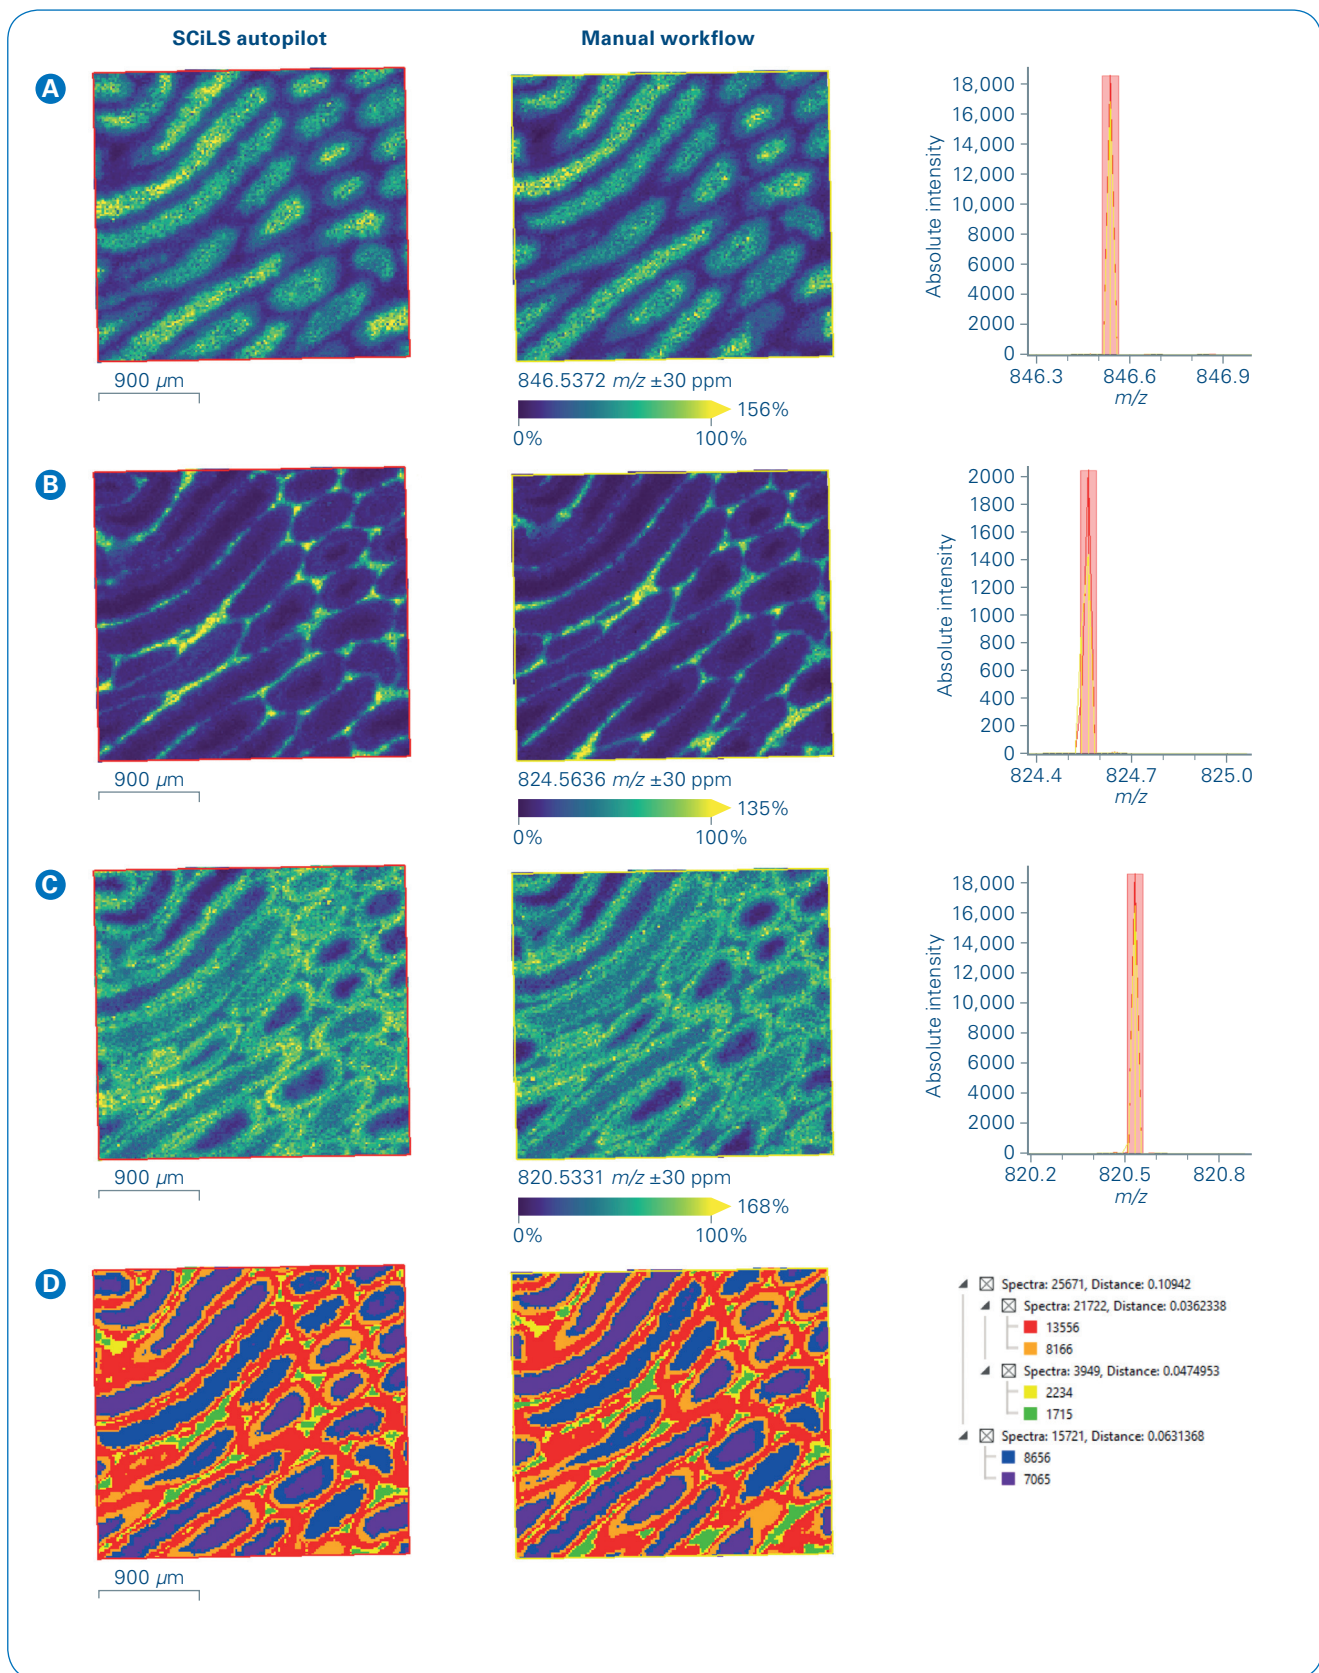 SCiLS autopilot
Manual workflow
A
900 µm
846.5372 m/z ±30 ppm
156%
0%
100%
Absolute intensity
18,000
16,000
14,000
12,000
10,000
8000
6000
4000
2000
0
846.3
846.6
846.9
m/z
B
900 µm
824.5636 m/z ±30 ppm
135%
0%
100%
Absolute intensity
2000
1800
1600
1400
1200
1000
800
600
400
200
0
824.4
824.7
825.0
m/z
C
900 µm
820.5331 m/z ±30 ppm
168%
0%
100%
Absolute intensity
18,000
16,000
14,000
12,000
10,000
8000
6000
4000
2000
0
820.2
820.5
820.8
m/z
D
900 µm
Spectra: 25671, Distance: 0.10942
Spectra: 21722, Distance: 0.0362338
13556
8166
Spectra: 3949, Distance: 0.0474953
2234
1715
Spectra: 15721, Distance: 0.0631368
8656
7065